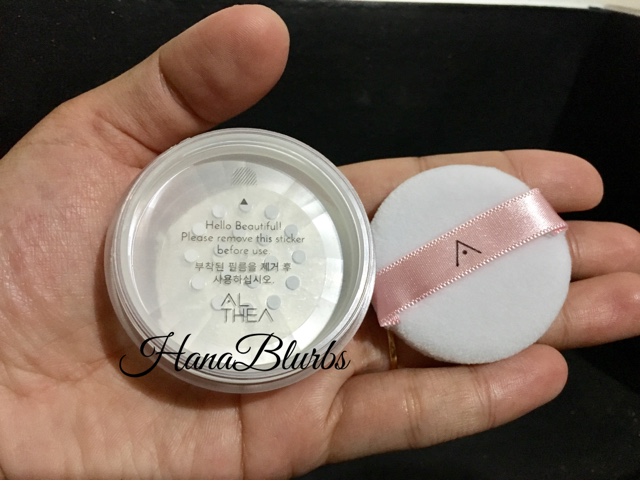 Hello Beautiful!
Please remove this sticker
before use.
부착된 필름을 제거 후
사용하십시오.
AL
THEA
HanaBlurbs